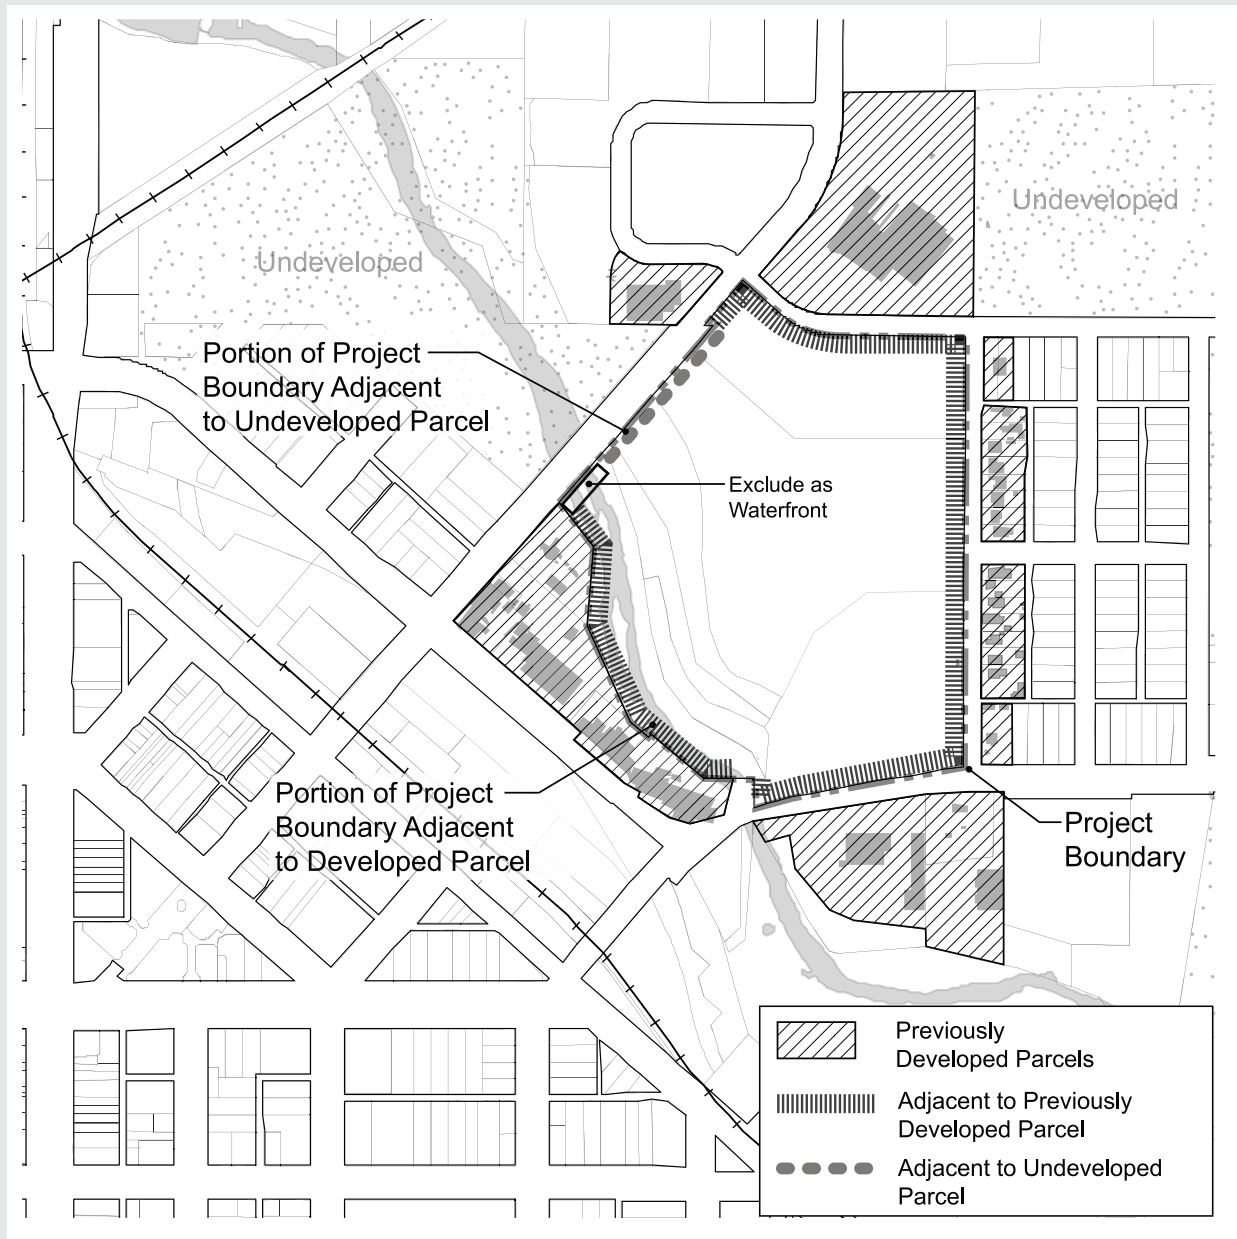 Undeveloped
Undeveloped
Portion of Project
Boundary Adjacent
to Undeveloped Parcel
Exclude as
Waterfront
Portion of Project
Boundary Adjacent
to Developed Parcel
Project
Boundary
Previously
Developed Parcels
Adjacent to Previously
Developed Parcel
Adjacent to Undeveloped
Parcel